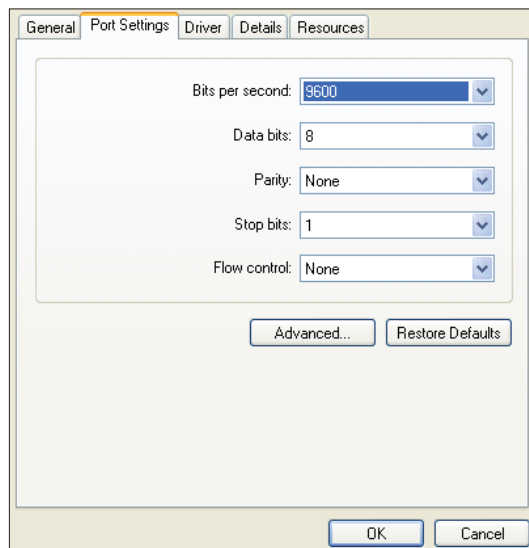 General Port Settings Driver Details Resources
Bits per second: 9600
Data bits: 8
Parity: None
Stop bits: 1
Flow control: None
Advanced... Restore Defaults
OK Cancel